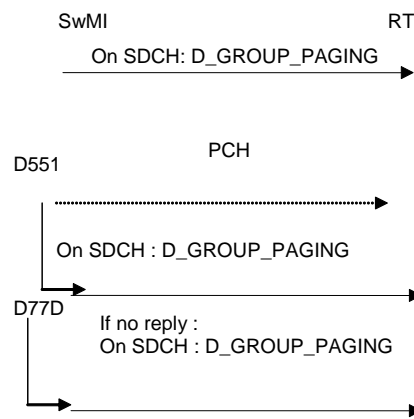 SwMI RT
On SDCH: D_GROUP_PAGING
PCH
D551
On SDCH : D_GROUP_PAGING
D77D
If no reply :
On SDCH : D_GROUP_PAGING